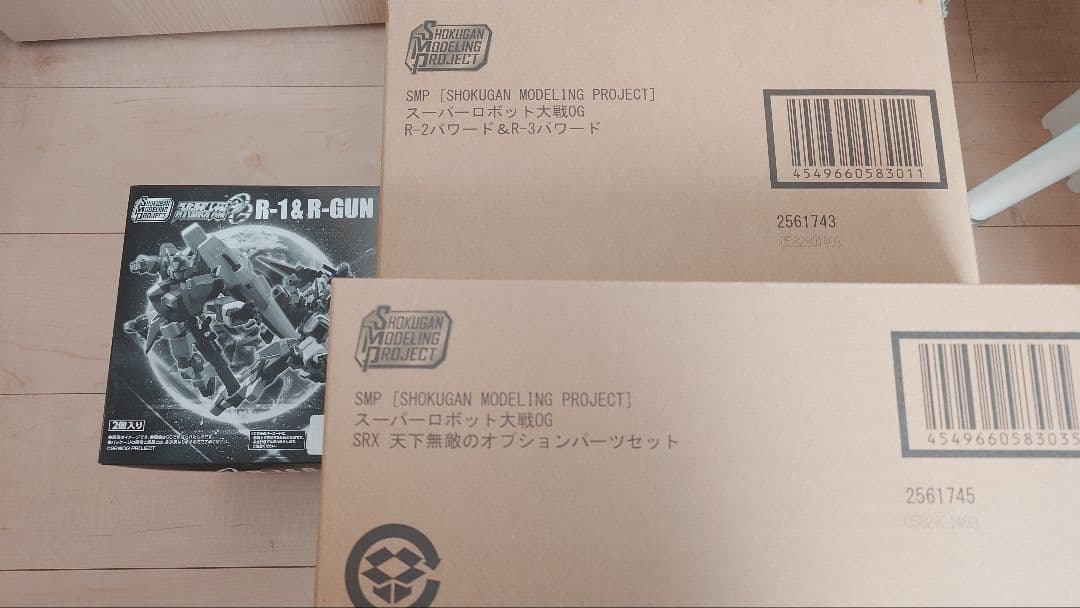 SHOKUGAN
MODELING
PROJECT
SMP [SHOKUGAN MODELING PROJECT]
スーパーロボット大戦OG
R-2パワード&R-3パワード
4549660583011
2561743
SHOKUGAN
MODELING
PROJECT
R-1&R-GUN
2個入り
SHOKUGAN
MODELING
PROJECT
SMP [SHOKUGAN MODELING PROJECT]
スーパーロボット大戦OG
SRX 天下無敵のオプションパーツセット
4549660583035
2561745